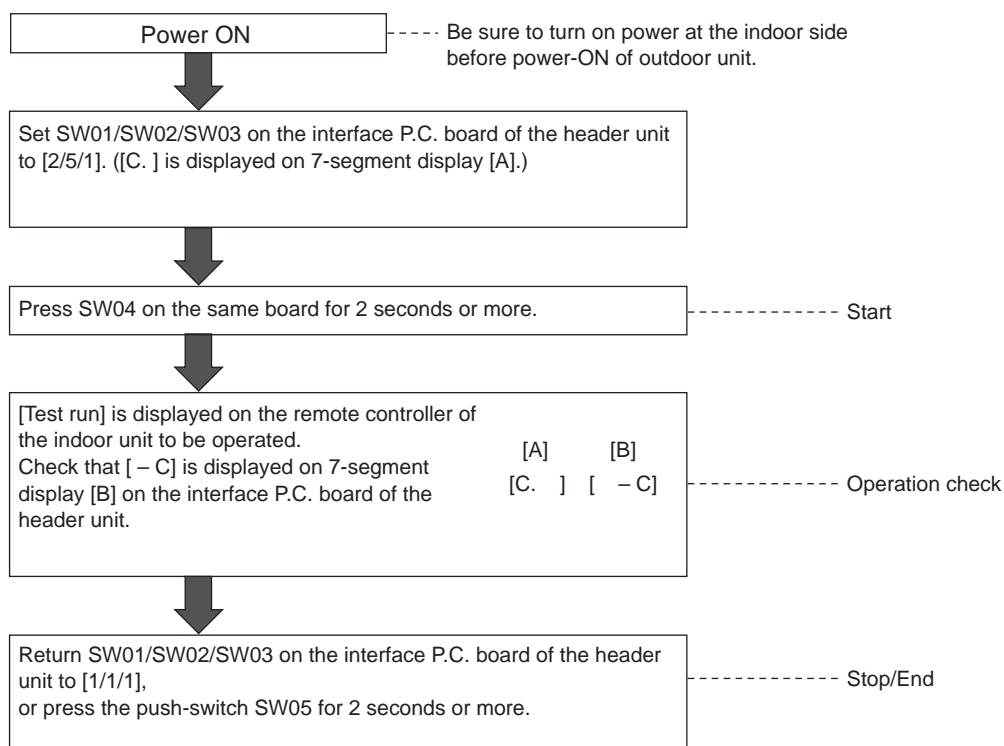 Power ON
Be sure to turn on power at the indoor side
before power-ON of outdoor unit.
Set SW01/SW02/SW03 on the interface P.C. board of the header unit
to [2/5/1]. ([C. ] is displayed on 7-segment display [A].)
Press SW04 on the same board for 2 seconds or more.
Start
[Test run] is displayed on the remote controller of
the indoor unit to be operated.
Check that [ – C] is displayed on 7-segment
display [B] on the interface P.C. board of the
header unit.
[A] [B]
[C. ] [ – C]
Operation check
Return SW01/SW02/SW03 on the interface P.C. board of the header
unit to [1/1/1],
or press the push-switch SW05 for 2 seconds or more.
Stop/End